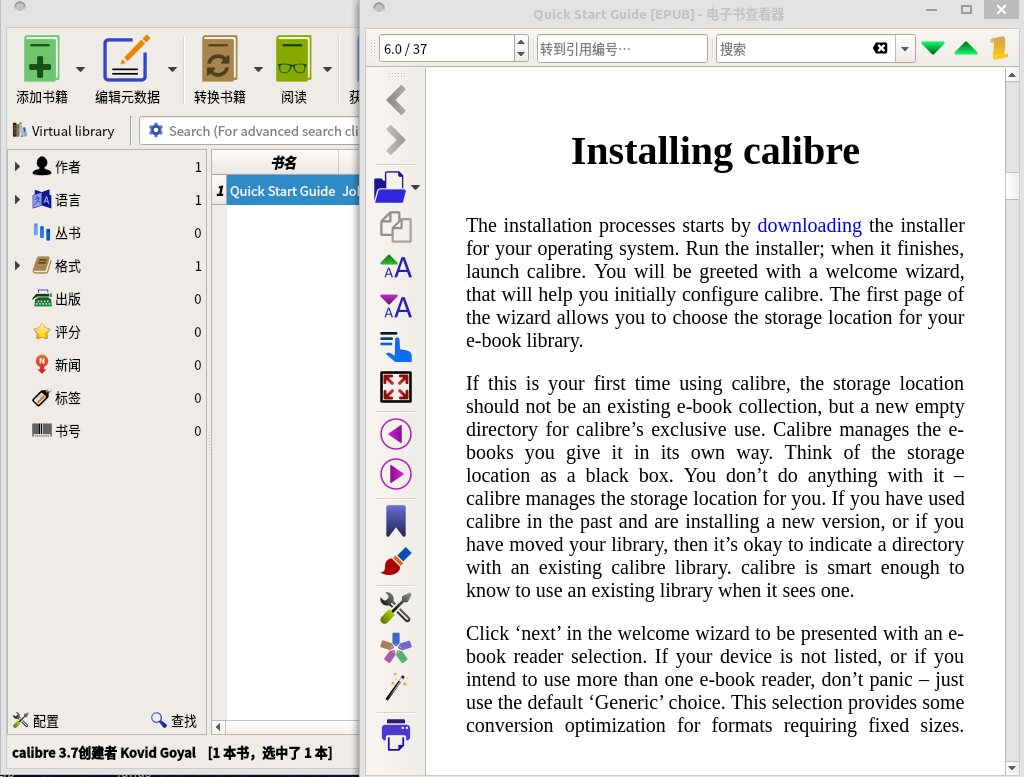 Quick Start Guide [EPUB] - 电子书查看器
添加书籍
编辑元数据
转换书籍
阅读
6.0 / 37
转到引用编号…
搜索
Virtual library
Search (For advanced search cli
作者 1
语言 1
丛书 0
格式 1
出版 0
评分 0
新闻 0
标签 0
书号 0
配置
查找
书名
1 Quick Start Guide Jol
calibre 3.7创建者 Kovid Goyal [1 本书，选中了 1 本]
Installing calibre
The installation processes starts by downloading the installer
for your operating system. Run the installer; when it finishes,
launch calibre. You will be greeted with a welcome wizard,
that will help you initially configure calibre. The first page of
the wizard allows you to choose the storage location for your
e-book library.
If this is your first time using calibre, the storage location
should not be an existing e-book collection, but a new empty
directory for calibre’s exclusive use. Calibre manages the e-
books you give it in its own way. Think of the storage
location as a black box. You don’t do anything with it –
calibre manages the storage location for you. If you have used
calibre in the past and are installing a new version, or if you
have moved your library, then it’s okay to indicate a directory
with an existing calibre library. calibre is smart enough to
know to use an existing library when it sees one.
Click ‘next’ in the welcome wizard to be presented with an e-
book reader selection. If your device is not listed, or if you
intend to use more than one e-book reader, don’t panic – just
use the default ‘Generic’ choice. This selection provides some
conversion optimization for formats requiring fixed sizes.